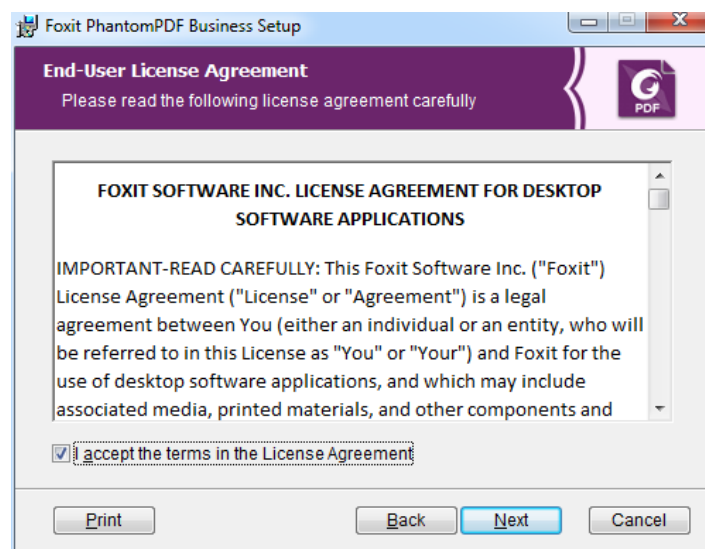 Foxit PhantomPDF Business Setup
End-User License Agreement
Please read the following license agreement carefully
PDF
FOXIT SOFTWARE INC. LICENSE AGREEMENT FOR DESKTOP
SOFTWARE APPLICATIONS
IMPORTANT-READ CAREFULLY: This Foxit Software Inc. ("Foxit")
License Agreement ("License" or "Agreement") is a legal
agreement between You (either an individual or an entity, who will
be referred to in this License as "You" or "Your") and Foxit for the
use of desktop software applications, and which may include
associated media, printed materials, and other components and
I accept the terms in the License Agreement
Print
Back
Next
Cancel